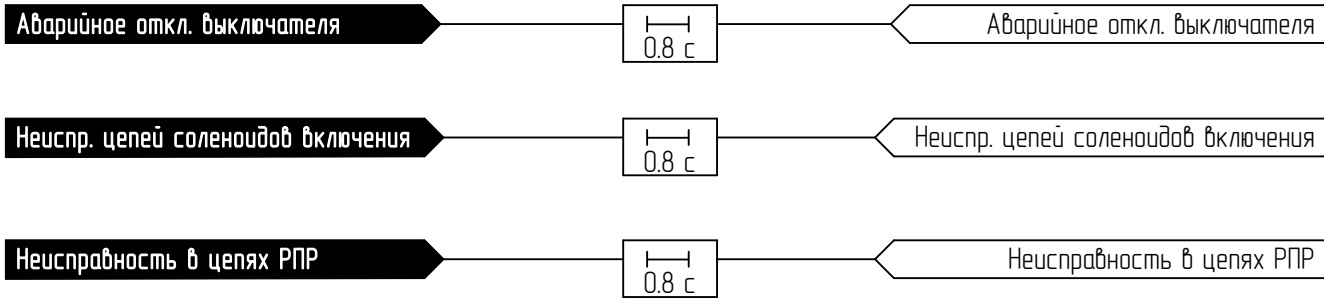 Аварийное откл. выключателя
0.8 с
Аварийное откл. выключателя
Неиспр. цепей соленоидов включения
0.8 с
Неиспр. цепей соленоидов включения
Неисправность в цепях РПР
0.8 с
Неисправность в цепях РПР